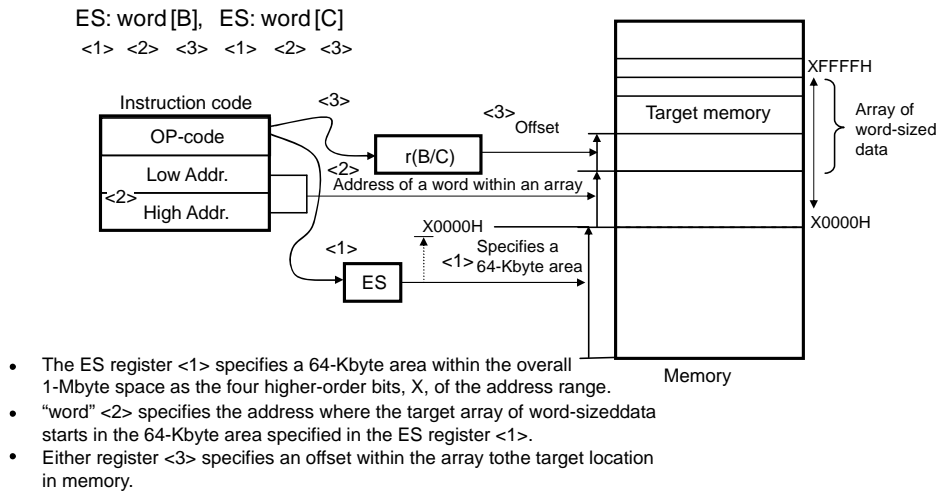 ES: word [B], ES: word [C]
<1> <2> <3> <1> <2> <3>
Instruction code
OP-code
Low Addr.
<2>
High Addr.
<3>
r(B/C)
<3>
Offset
<2>
Address of a word within an array
X0000H
<1>
ES
<1>
Specifies a
64-Kbyte area
XFFFFH
Target memory
Array of
word-sized
data
X0000H
Memory
• The ES register <1> specifies a 64-Kbyte area within the overall
1-Mbyte space as the four higher-order bits, X, of the address range.
• “word” <2> specifies the address where the target array of word-sizeddata
starts in the 64-Kbyte area specified in the ES register <1>.
• Either register <3> specifies an offset within the array tothe target location
in memory.